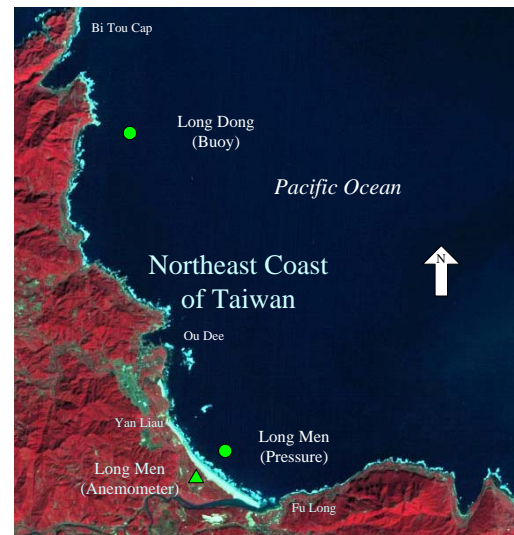 Bi Tou Cap
Long Dong
(Buoy)
Pacific Ocean
N
Northeast Coast
of Taiwan
Ou Dee
Yan Liau
Long Men
(Pressure)
Long Men
(Anemometer)
Fu Long